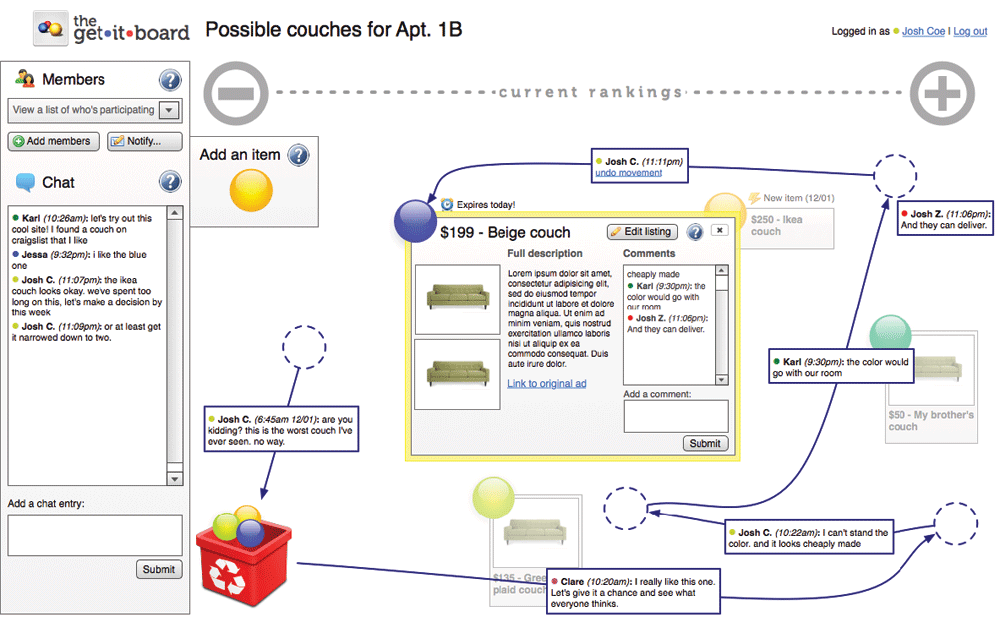 the
get•it•board
Possible couches for Apt. 1B
Logged in as Josh Coe | Log out
Members
?
View a list of who's participating
Add members
Notify...
Chat
?
Karl (10:26am): let's try out this
cool site! I found a couch on
craigslist that I like
Jessa (9:32pm): i like the blue
one
Josh C. (11:07pm): the ikea
couch looks okay. we've spent too
long on this, let's make a decision by
this week
Josh C. (11:09pm): or at least get
it narrowed down to two.
Add a chat entry:
Submit
current rankings
Add an item
?
Josh C. (11:11pm)
undo movement
Josh Z. (11:06pm):
And they can deliver.
Expires today!
New item (12/01)
$250 - Ikea
couch
$199 - Beige couch
Edit listing
?
Full description
Lorem ipsum dolor sit amet,
consectetur adipisicing elit,
sed do eiusmod tempor
incididunt ut labore et dolore
magna aliqua. Ut enim ad
minim veniam, quis nostrud
exercitation ullamco laboris
nisi ut aliquip ex ea
commodo consequat. Duis
aute irure dolor.
Link to original ad
Comments
cheaply made
Karl (9:30pm): the
color would go with
our room
Josh Z. (11:06pm):
And they can deliver.
Add a comment:
Submit
Karl (9:30pm): the color would
go with our room
$50 - My brother's
couch
Josh C. (6:45am 12/01): are you
kidding? this is the worst couch I've
ever seen. no way.
Josh C. (10:22am): I can't stand the
color. and it looks cheaply made
$135 - Gree
plaid couch
Clare (10:20am): I really like this one.
Let's give it a chance and see what
everyone thinks.